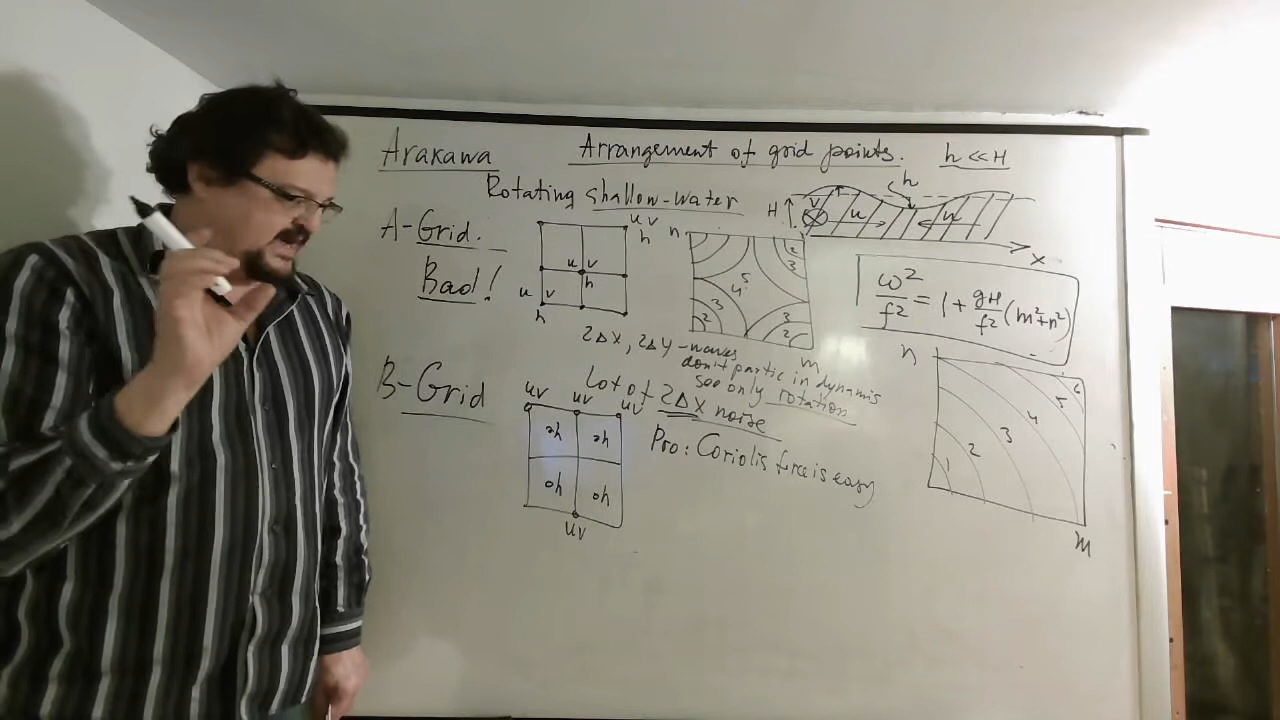 Arakawa
Arrangement of grid points.
h << H
Rotating shallow-water
H
v
u
h
u
x
A-Grid.
Bad!
u v
h
u v
h
u v
h
n
2
3
5
4
3
2
3
2
m
ω²/f² = 1 + gH/f² (m²+n²)
2Δx, 2Δy -waves
don't partic in dynamis
see only rotation
B-Grid
uv uv uv
h h
h h
uv
Lot of 2Δx noise
Pro: Coriolis force is easy
n
1
2
3
4
5
6
m